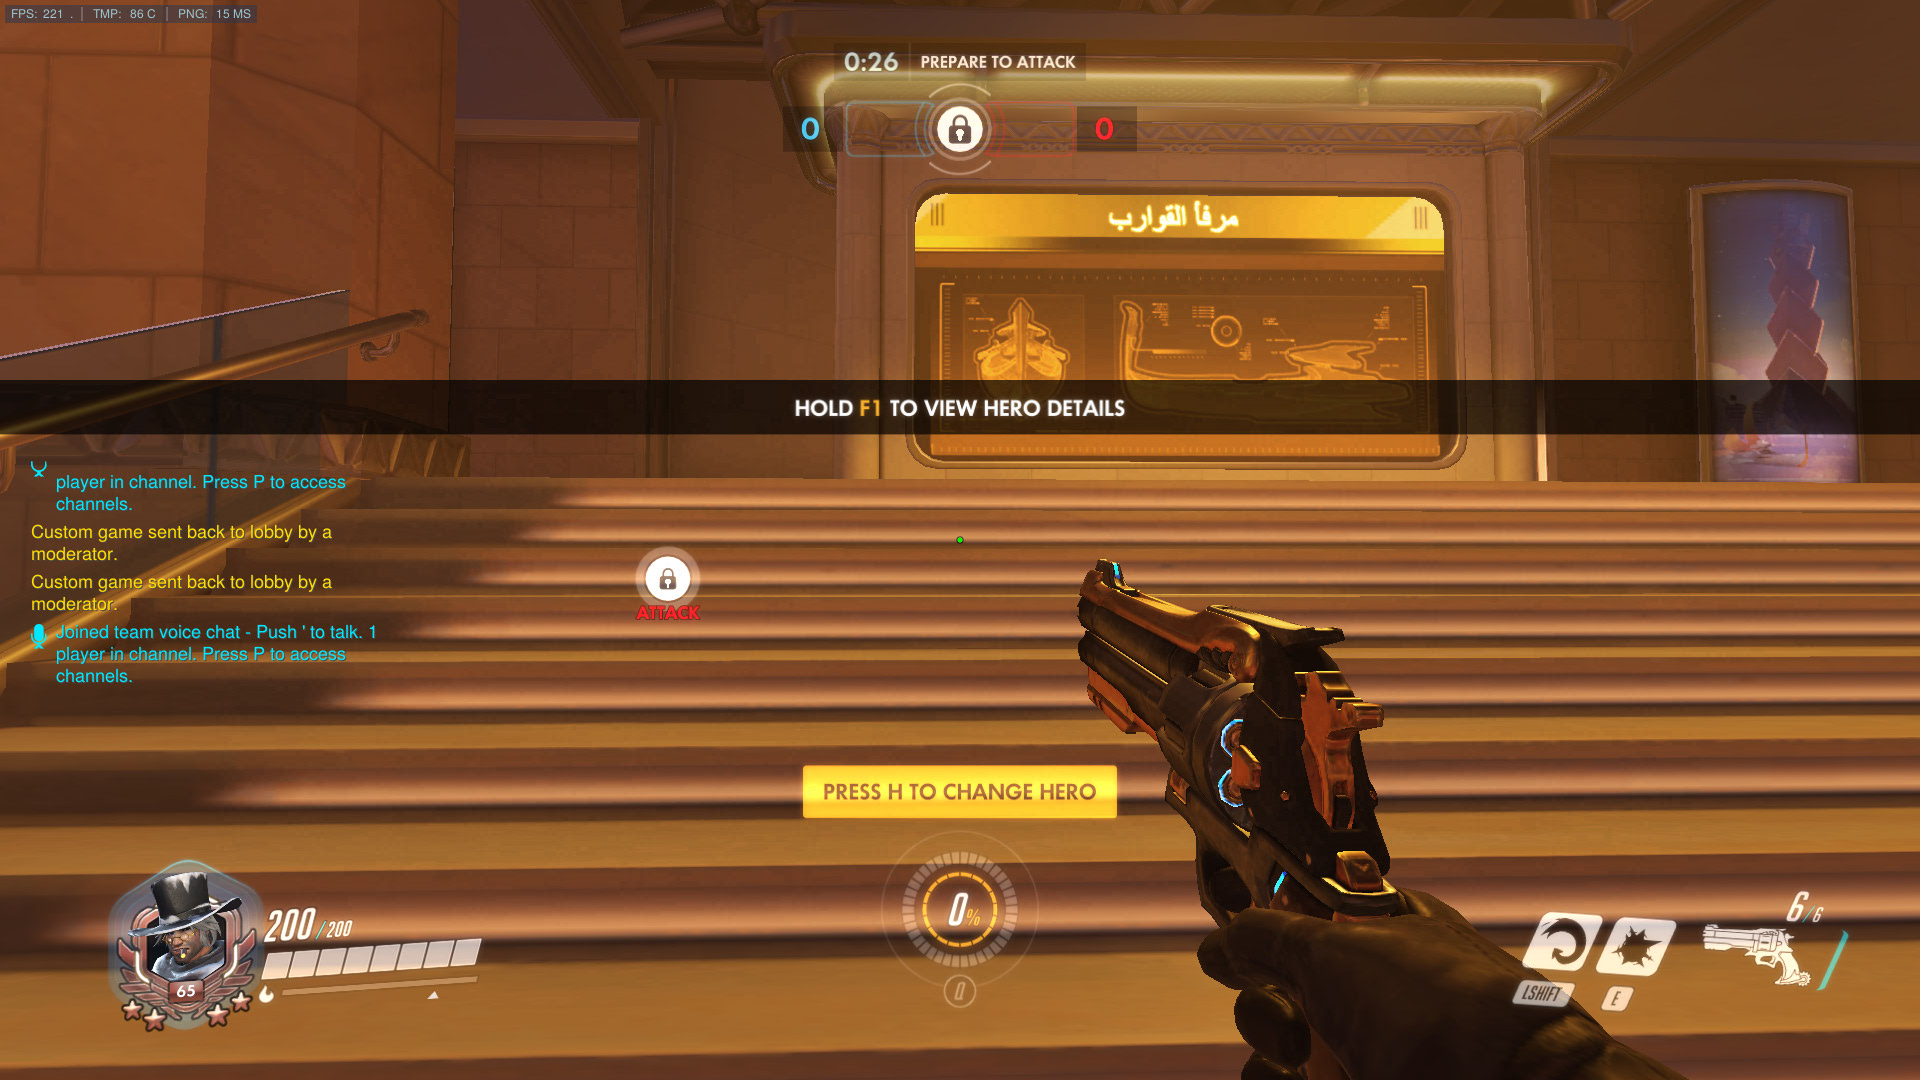 FPS: 221 . | TMP: 86 C | PNG: 15 MS
0:26 PREPARE TO ATTACK
0 0
مرفأ القوارب
HOLD F1 TO VIEW HERO DETAILS
player in channel. Press P to access
channels.
Custom game sent back to lobby by a
moderator.
Custom game sent back to lobby by a
moderator.
Joined team voice chat - Push ' to talk. 1
player in channel. Press P to access
channels.
ATTACK
PRESS H TO CHANGE HERO
200/200
65
0%
Q
6/6
LSHIFT E